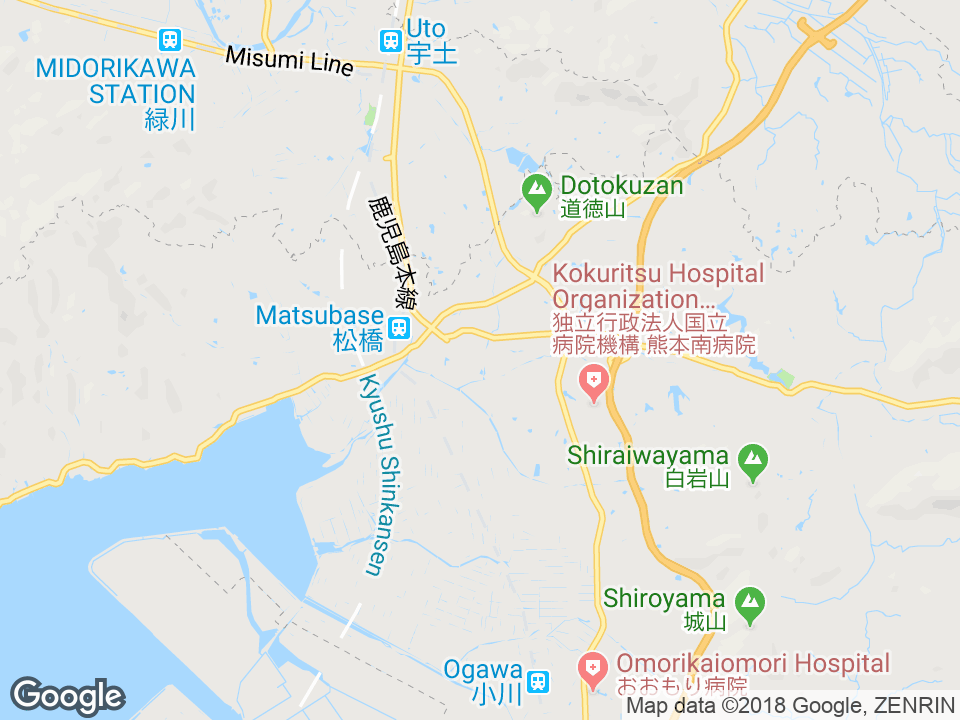 Uto
宇土
Misumi Line
MIDORIKAWA
STATION
緑川
Dotokuzan
道徳山
鹿児島本線
Kokuritsu Hospital
Organization...
独立行政法人国立
病院機構 熊本南病院
Matsubase
松橋
Kyushu Shinkansen
Shiraiwayama
白岩山
Shiroyama
城山
Ogawa
小川
Omorikaiomori Hospital
おおもり病院
Google
Map data ©2018 Google, ZENRIN